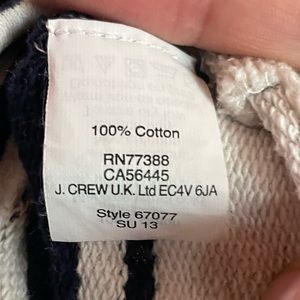 100% Cotton
RN77388
CA56445
J. CREW U.K. Ltd EC4V 6JA
Style 67077
SU 13